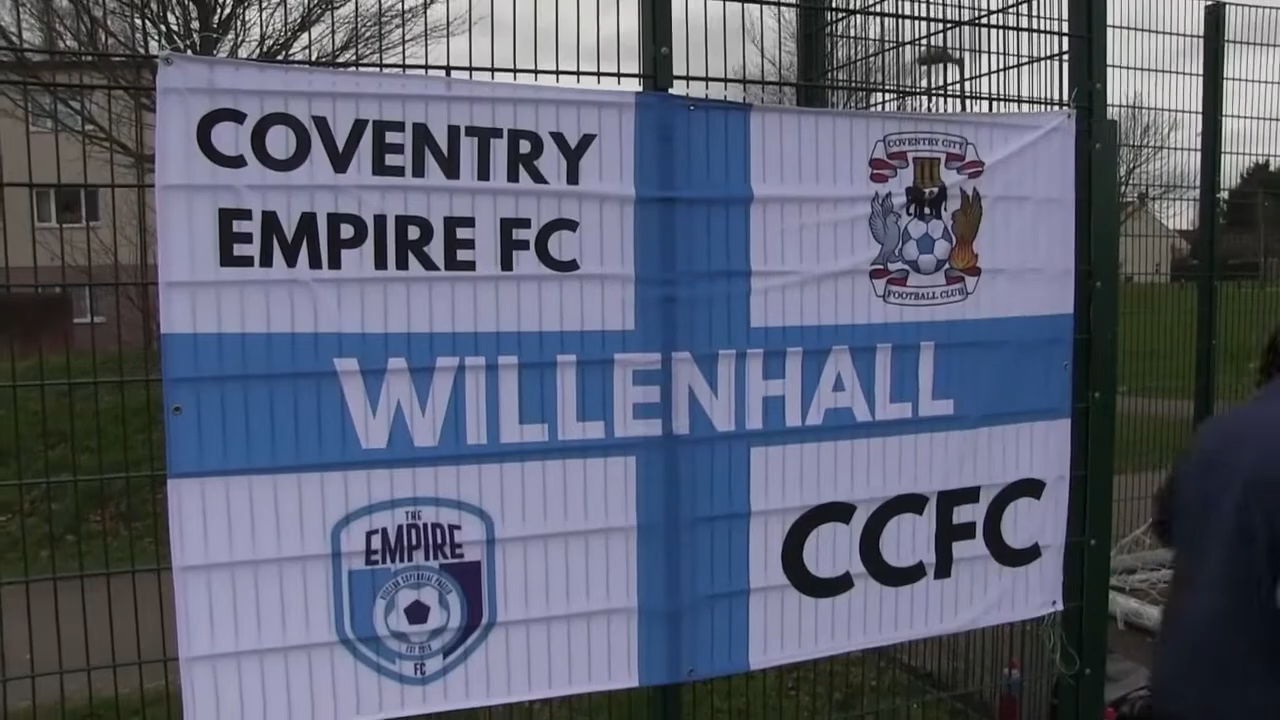 COVENTRY
EMPIRE FC
COVENTRY CITY
FOOTBALL CLUB
WILLENHALL
THE
EMPIRE
FC
CCFC